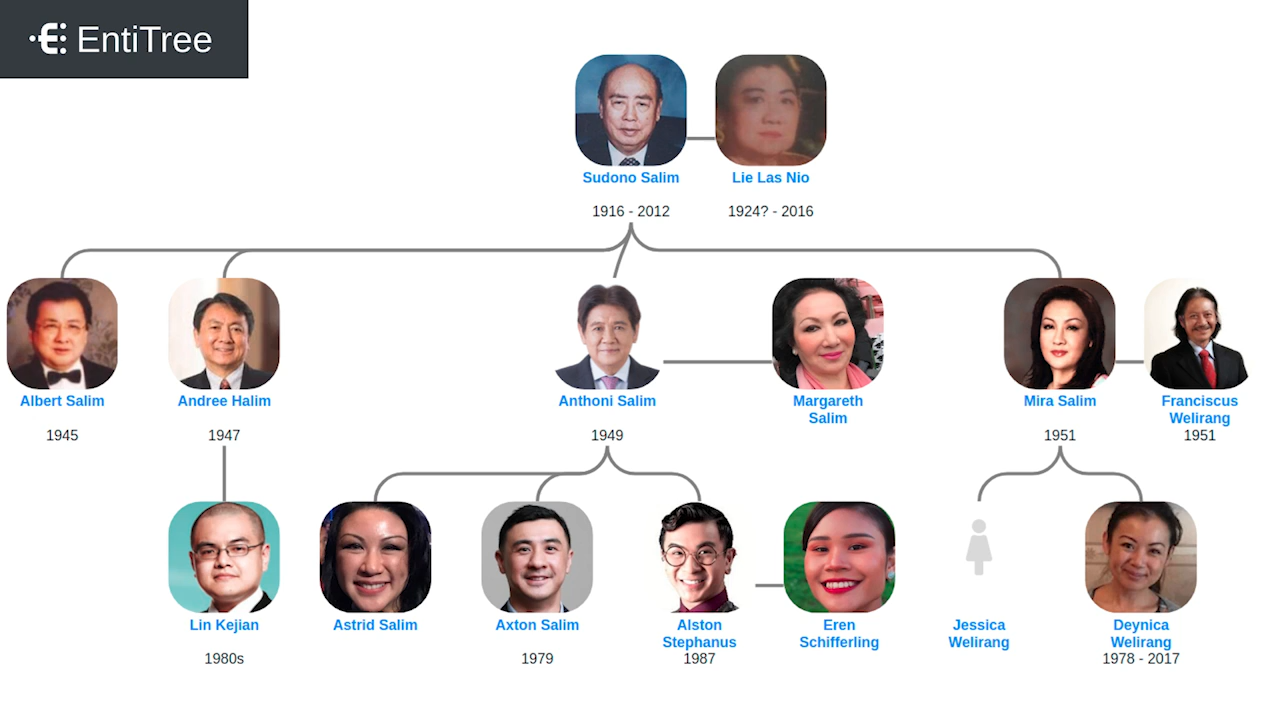 EntiTree
Sudono Salim
Lie Las Nio
1916 - 2012
1924? - 2016
Albert Salim
Andree Halim
Anthoni Salim
Margareth
Salim
Mira Salim
Franciscus
Welirang
1945
1947
1949
1951
1951
Lin Kejian
Astrid Salim
Axton Salim
Alston
Stephanus
Eren
Schifferling
Jessica
Welirang
Deynica
Welirang
1980s
1979
1987
1978 - 2017